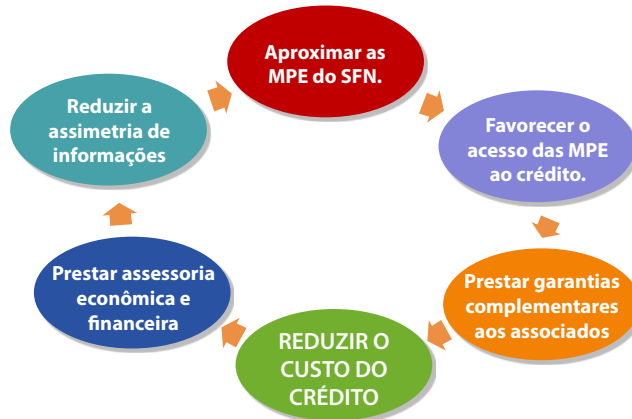 Aproximar as
MPE do SFN.
Favorecer o
acesso das MPE
ao crédito.
Prestar garantias
complementares
aos associados
REDUZIR O
CUSTO DO
CRÉDITO
Prestar assessoria
econômica e
financeira
Reduzir a
assimetria de
informações